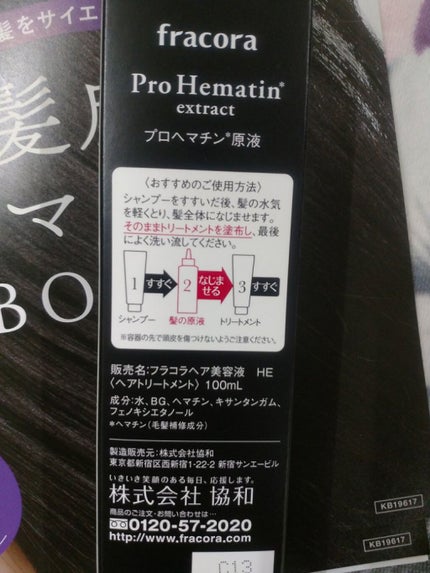 髪をサイエ
髪
マ
BO
fracora
Pro Hematin*
extract
プロヘマチン*原液
〈おすすめのご使用方法〉
シャンプーをすすいだ後、髪の水気
を軽くとり、髪全体になじませます。
そのままトリートメントを塗布し、最後
によく洗い流してください。
1 すすぐ 2 なじませる 3 すすぐ
シャンプー 髪の原液 トリートメント
※容器の先で頭皮を傷つけないようご注意ください。
販売名:フラコラヘア美容液 HE
〈ヘアトリートメント〉 100mL
成分:水、BG、ヘマチン、キサンタンガム、
フェノキシエタノール
*ヘマチン(毛髪補修成分)
製造販売元:株式会社協和
東京都新宿区西新宿1-22-2 新宿サンエービル
いきいき笑顔のある毎日、応援します。
株式会社 協和
商品のご注文・お問い合わせは…
0120-57-2020
http://www.fracora.com
C13
KB19617
KB19617